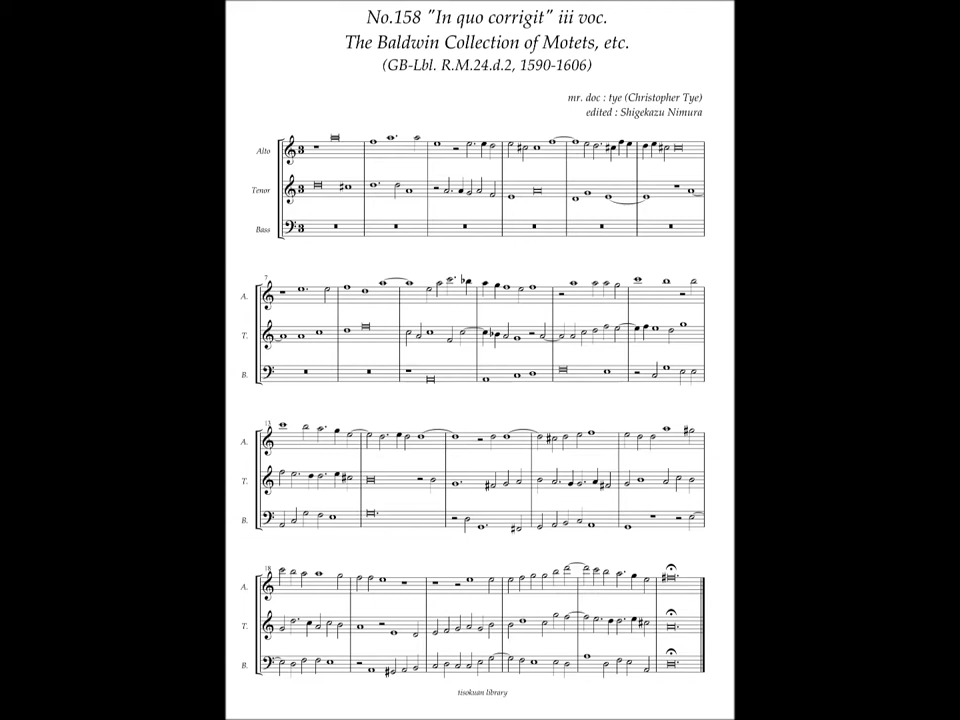 No.158 "In quo corrigit" iii voc.
The Baldwin Collection of Motets, etc.
(GB-Lbl. R.M.24.d.2, 1590-1606)
mr. doc : tye (Christopher Tye)
edited : Shigekazu Nimura
Alto
Tenor
Bass
7
A.
T.
B.
13
A.
T.
B.
18
A.
T.
B.
tisokuan library